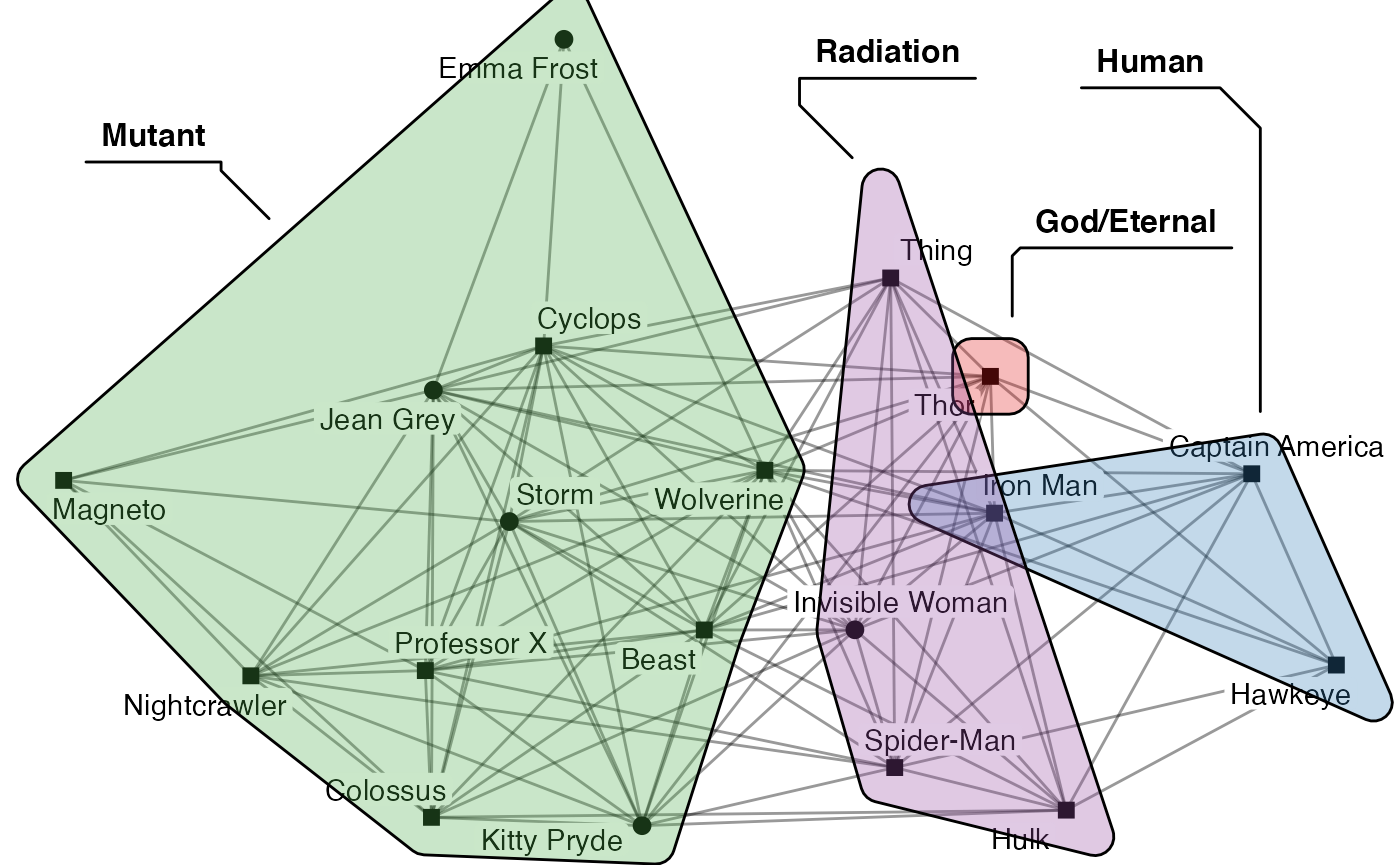 Emma Frost
Radiation
Human
Mutant
God/Eternal
Thing
Cyclops
Jean Grey
Thor
Captain America
Magneto
Storm
Wolverine
Iron Man
Invisible Woman
Professor X
Beast
Nightcrawler
Hawkeye
Spider-Man
Colossus
Kitty Pryde
Hulk